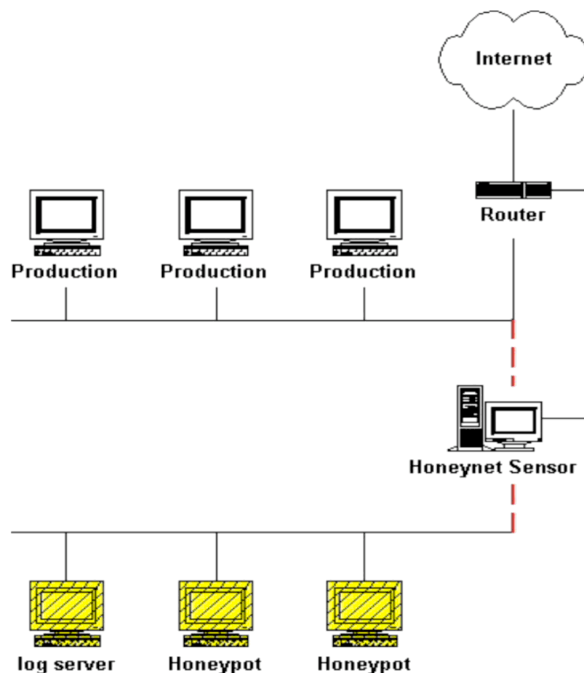 Internet
Router
Production Production Production
Honeynet Sensor
log server Honeypot Honeypot